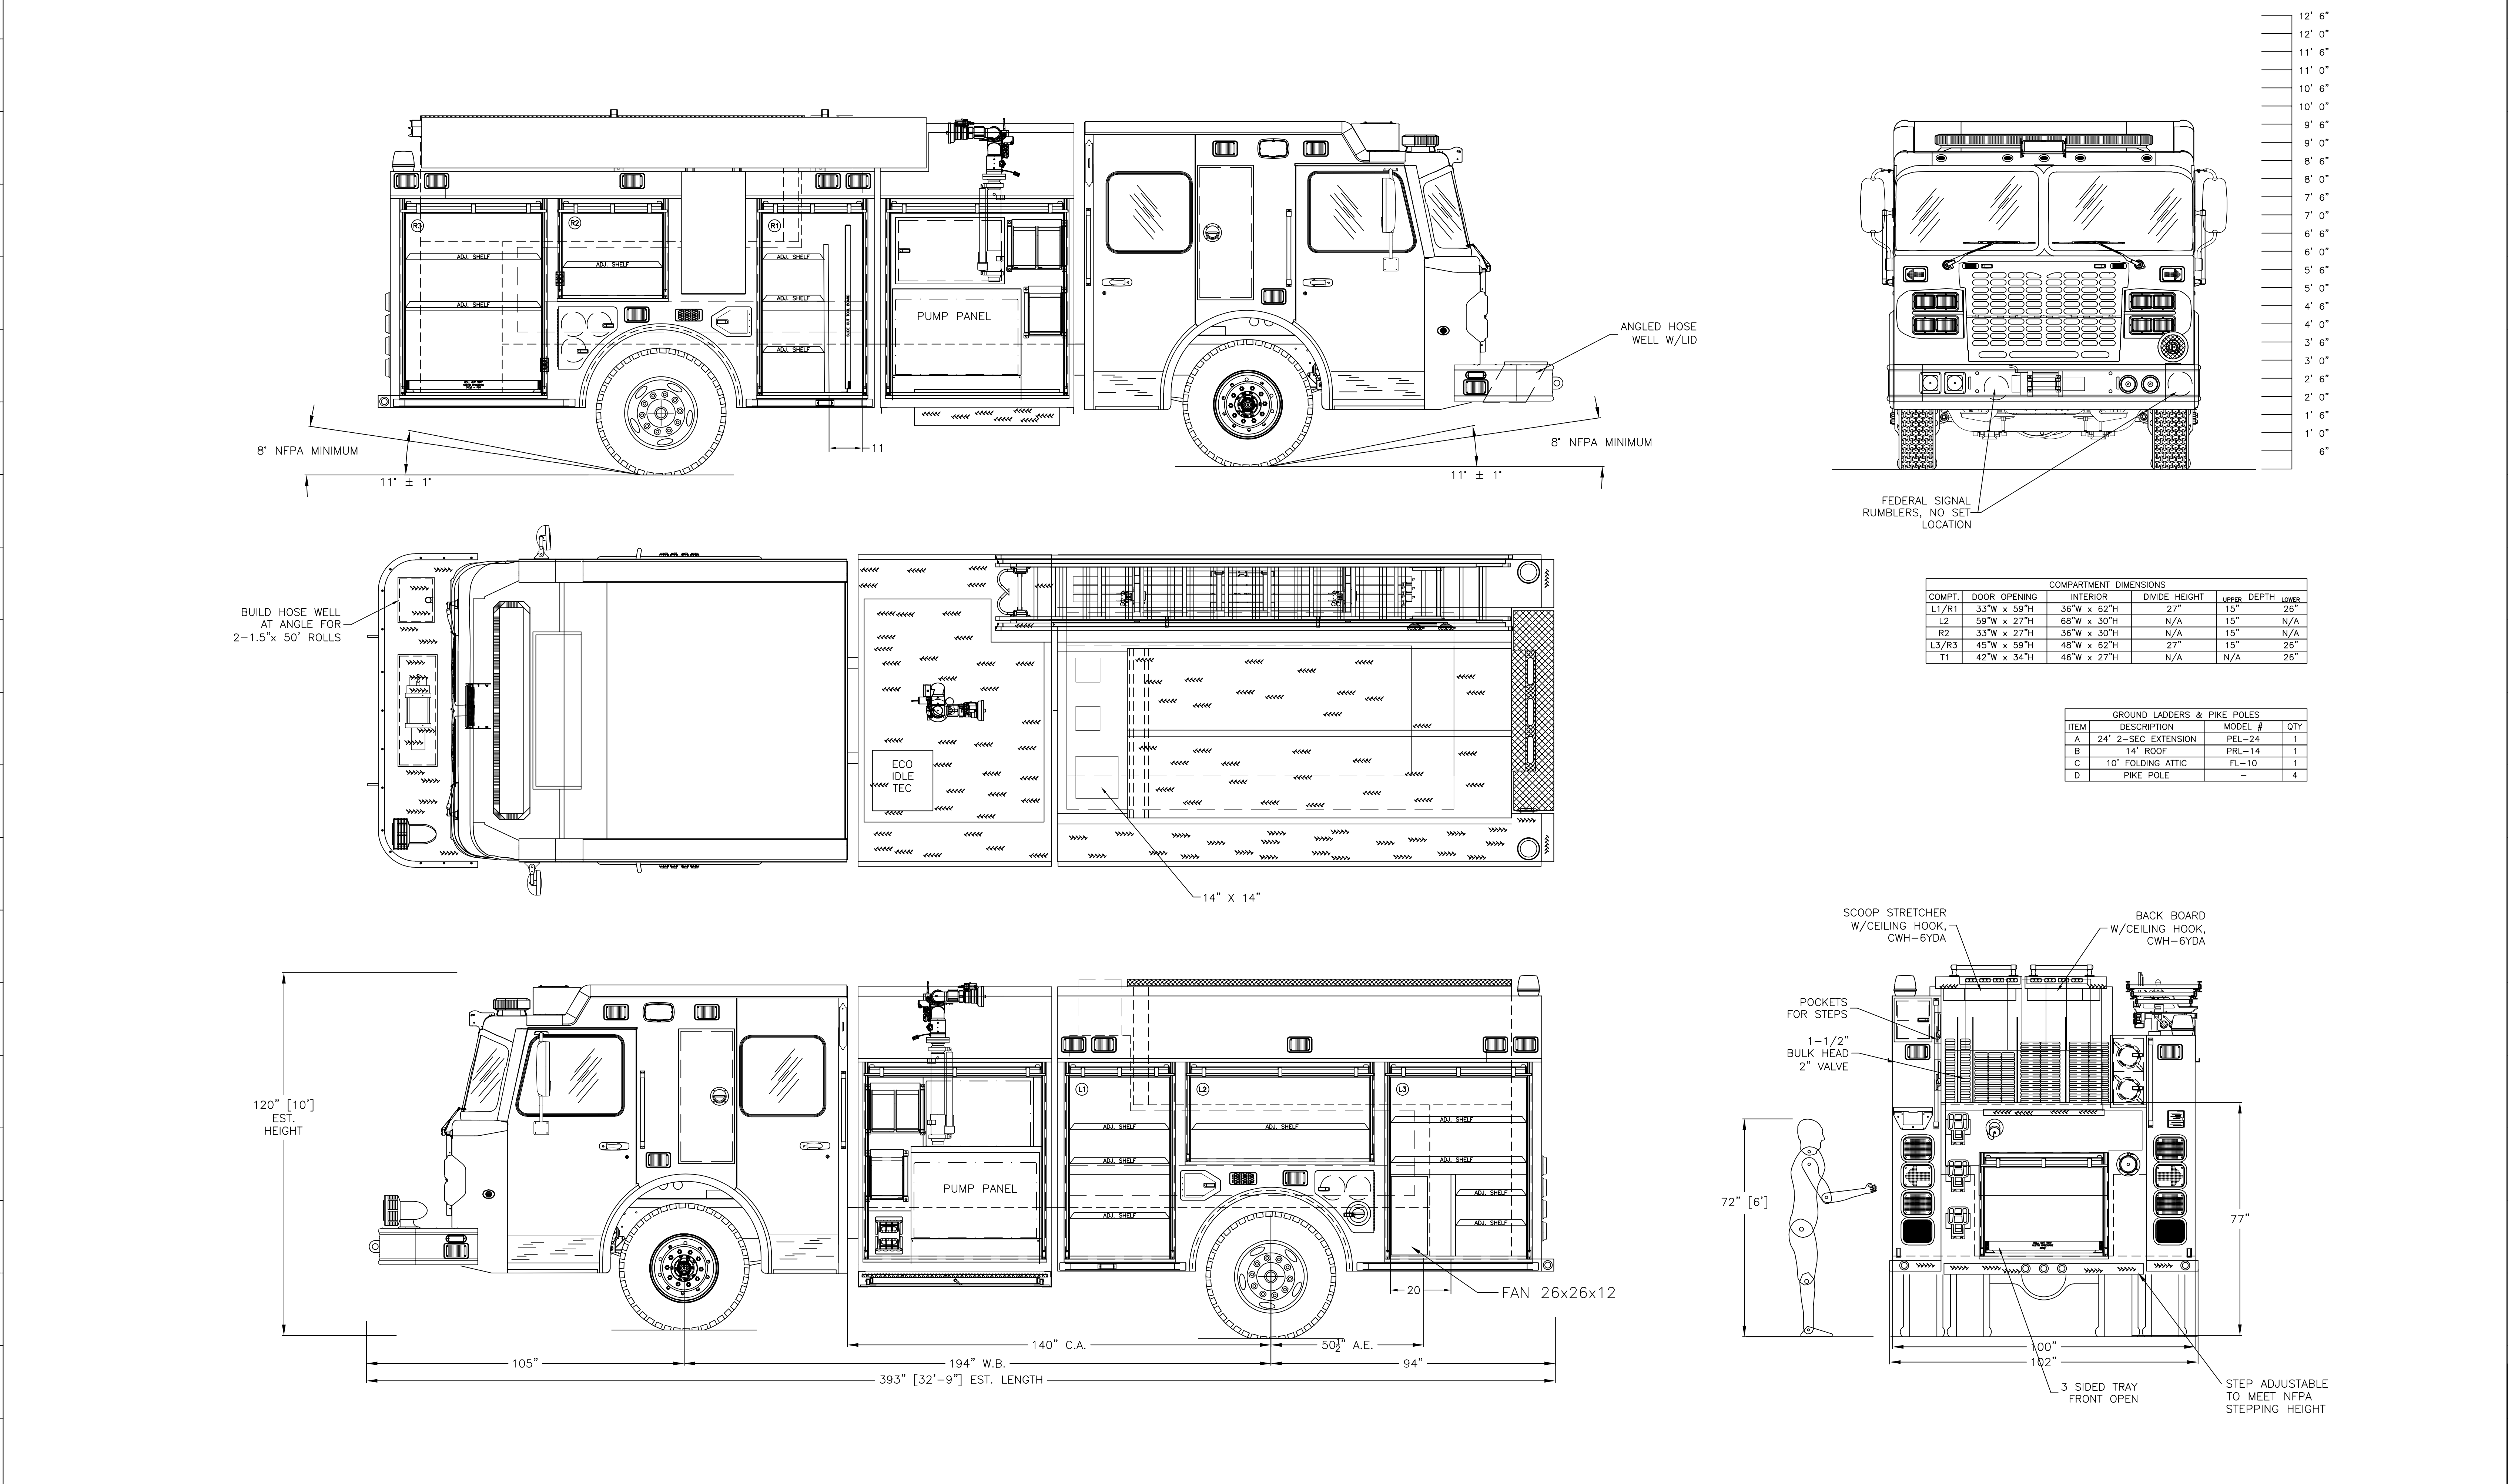 12' 6"
12' 0"
11' 6"
11' 0"
10' 6"
10' 0"
9' 6"
9' 0"
8' 6"
8' 0"
7' 6"
7' 0"
6' 6"
6' 0"
5' 6"
5' 0"
4' 6"
4' 0"
3' 6"
3' 0"
2' 6"
2' 0"
1' 6"
1' 0"
6"
R3
R2
R1
ADJ. SHELF
ADJ. SHELF
ADJ. SHELF
ADJ. SHELF
ADJ. SHELF
ADJ. SHELF
SLIDE OUT TOOL BOARD
PUMP PANEL
ANGLED HOSE
WELL W/LID
8° NFPA MINIMUM
11° ± 1°
11
8° NFPA MINIMUM
11° ± 1°
FEDERAL SIGNAL
RUMBLERS, NO SET
LOCATION
BUILD HOSE WELL
AT ANGLE FOR
2-1.5"x 50' ROLLS
ECO
IDLE
TEC
14" X 14"
COMPARTMENT DIMENSIONS
COMPT. DOOR OPENING INTERIOR DIVIDE HEIGHT UPPER DEPTH LOWER
L1/R1 33"W x 59"H 36"W x 62"H 27" 15" 26"
L2 59"W x 27"H 68"W x 30"H N/A 15" N/A
R2 33"W x 27"H 36"W x 30"H N/A 15" N/A
L3/R3 45"W x 59"H 48"W x 62"H 27" 15" 26"
T1 42"W x 34"H 46"W x 27"H N/A N/A 26"
GROUND LADDERS & PIKE POLES
ITEM DESCRIPTION MODEL # QTY
A 24' 2-SEC EXTENSION PEL-24 1
B 14' ROOF PRL-14 1
C 10' FOLDING ATTIC FL-10 1
D PIKE POLE - 4
120" [10']
EST.
HEIGHT
L1
L2
L3
ADJ. SHELF
ADJ. SHELF
ADJ. SHELF
ADJ. SHELF
ADJ. SHELF
ADJ. SHELF
ADJ. SHELF
ADJ. SHELF
PUMP PANEL
20
FAN 26x26x12
140" C.A.
50½" A.E.
105"
194" W.B.
94"
393" [32'-9"] EST. LENGTH
SCOOP STRETCHER
W/CEILING HOOK,
CWH-6YDA
BACK BOARD
W/CEILING HOOK,
CWH-6YDA
POCKETS
FOR STEPS
1-1/2"
BULK HEAD
2" VALVE
72" [6']
77"
100"
102"
3 SIDED TRAY
FRONT OPEN
STEP ADJUSTABLE
TO MEET NFPA
STEPPING HEIGHT